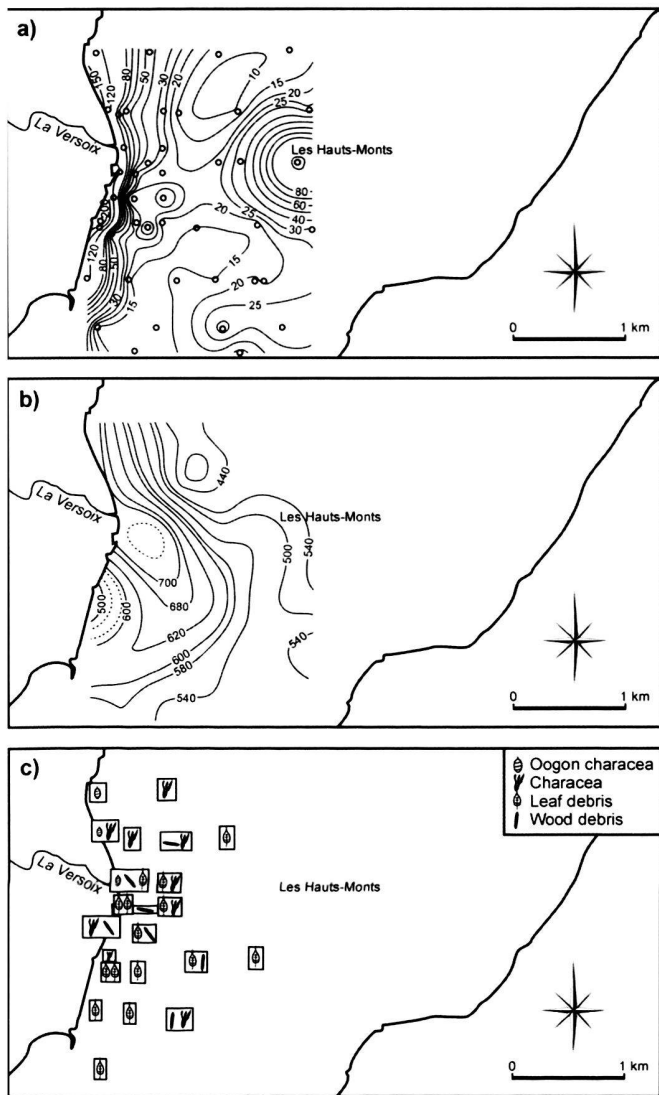 a)
150
120
80
50
30
20
10
15
20
25
La Versoix
Les Hauts-Monts
80
60
40
30
25
20
15
120
80
50
30
15
20
25
0 1 km
b)
440
La Versoix
Les Hauts-Monts
500
540
700
680
500
600
620
600
580
540
540
0 1 km
c)
Oogon characea
Characea
Leaf debris
Wood debris
La Versoix
Les Hauts-Monts
0 1 km